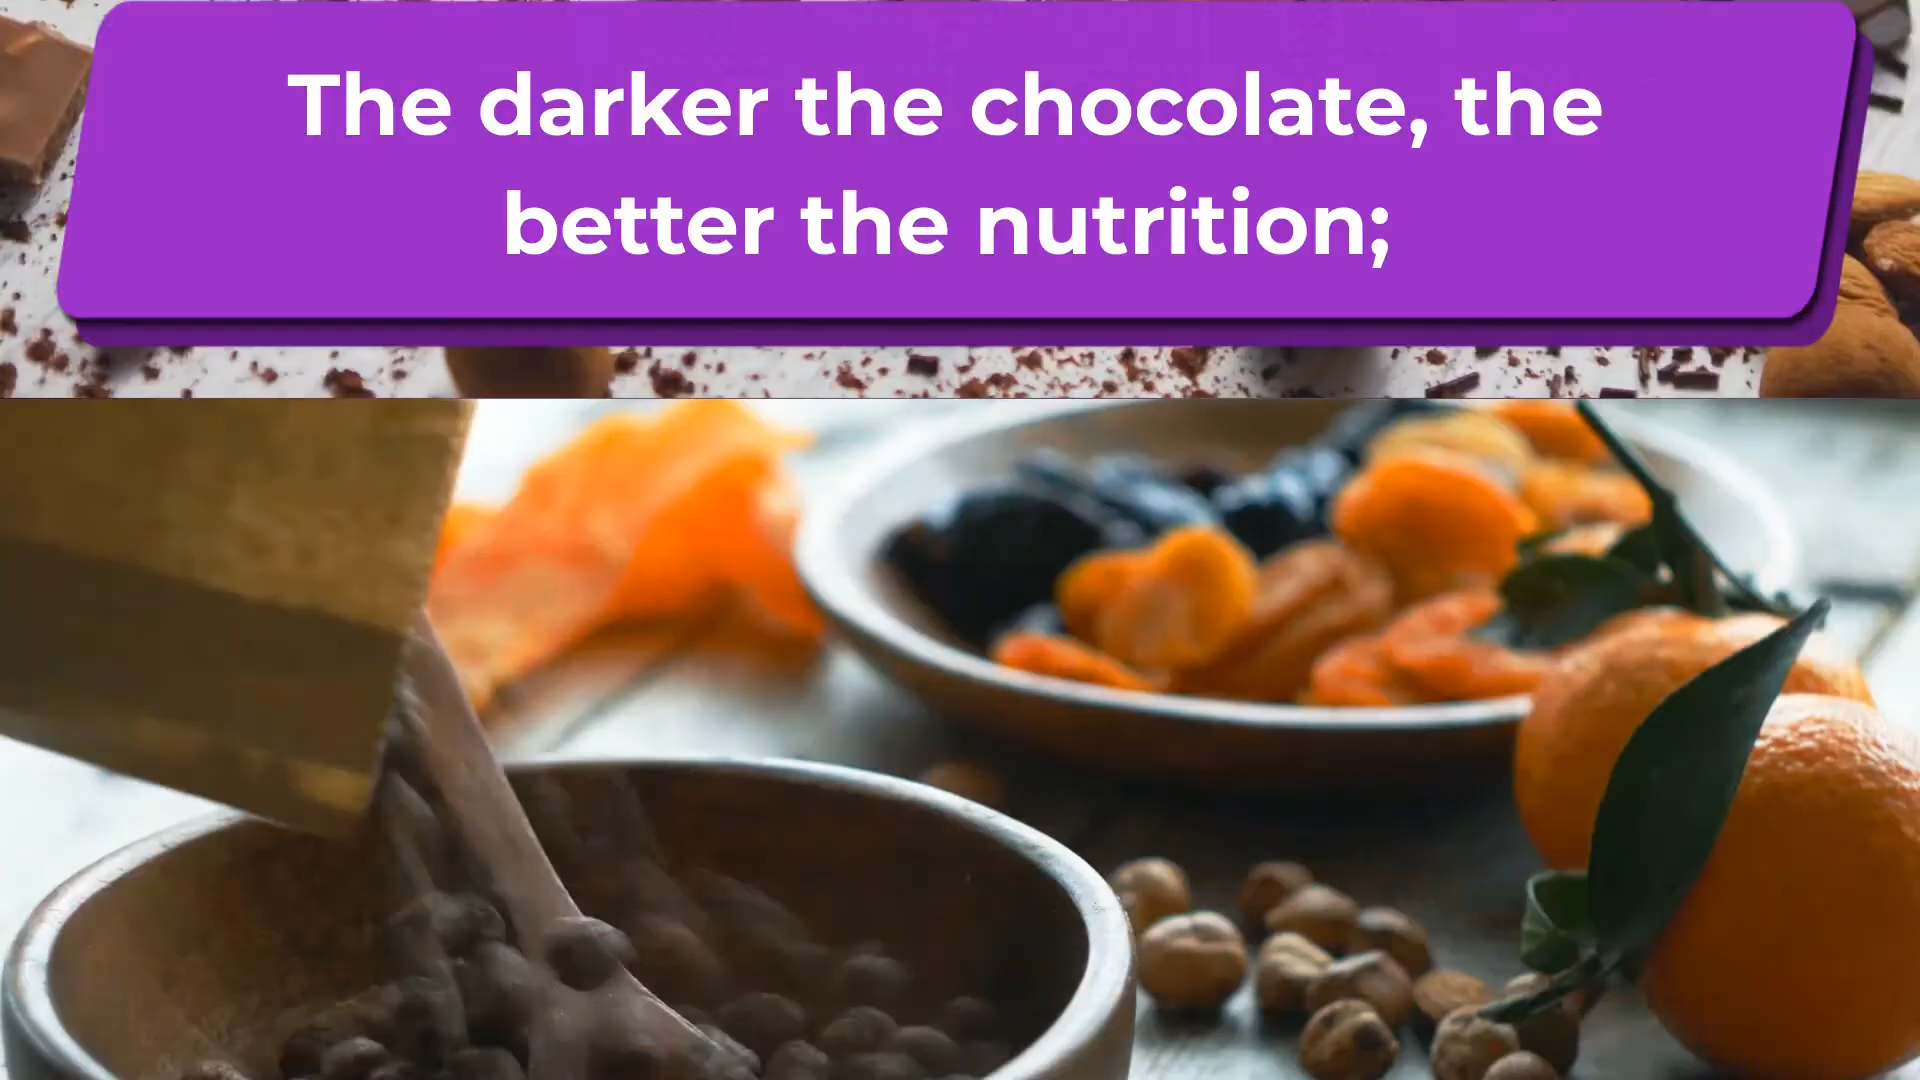 The darker the chocolate, the
better the nutrition;